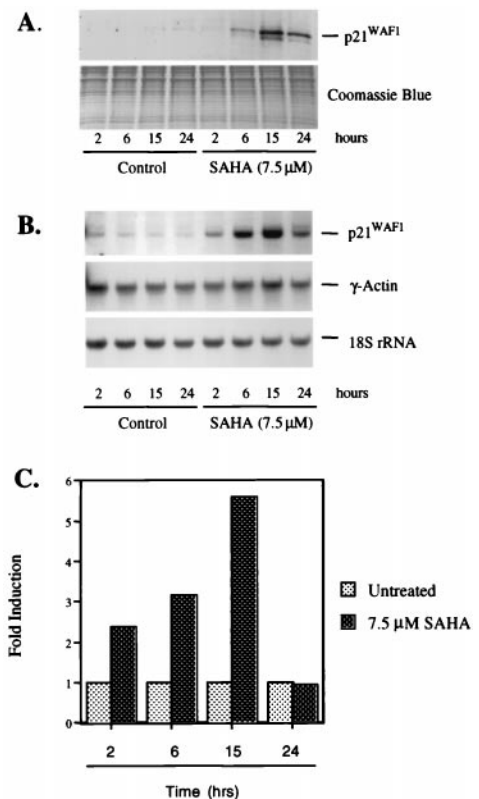 A.
p21WAF1
Coomassie Blue
2 6 15 24 2 6 15 24 hours
Control SAHA (7.5 μM)
B.
p21WAF1
γ-Actin
18S rRNA
2 6 15 24 2 6 15 24 hours
Control SAHA (7.5 μM)
C.
6
5
4
3
2
1
0
Fold Induction
Untreated
7.5 μM SAHA
2 6 15 24
Time (hrs)